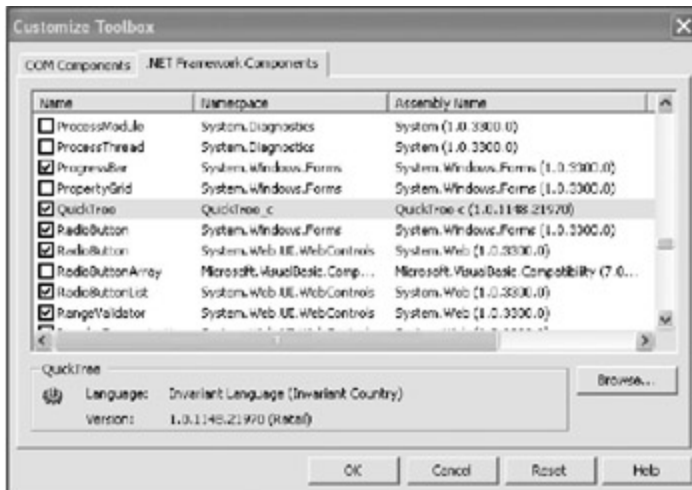 Customize Toolbox
COM Components .NET Framework Components
Name Namespace Assembly Name
ProcessModule System.Diagnostics System (1.0.3300.0)
ProcessThread System.Diagnostics System (1.0.3300.0)
ProgressBar System.Windows.Forms System.Windows.Forms (1.0.3300.0)
PropertyGrid System.Windows.Forms System.Windows.Forms (1.0.3300.0)
QuickTree QuickTree_c QuickTree-c (1.0.1148.21970)
RadioButton System.Windows.Forms System.Windows.Forms (1.0.3300.0)
RadioButton System.Web.UI.WebControls System.Web (1.0.3300.0)
RadioButtonArray Microsoft.VisualBasic.Comp... Microsoft.VisualBasic.Compatibility (7.0...
RadioButtonList System.Web.UI.WebControls System.Web (1.0.3300.0)
RangeValidator System.Web.UI.WebControls System.Web (1.0.3300.0)
QuickTree
Browse...
Language: Invariant Language (Invariant Country)
Version: 1.0.1148.21970 (Retail)
OK Cancel Reset Help